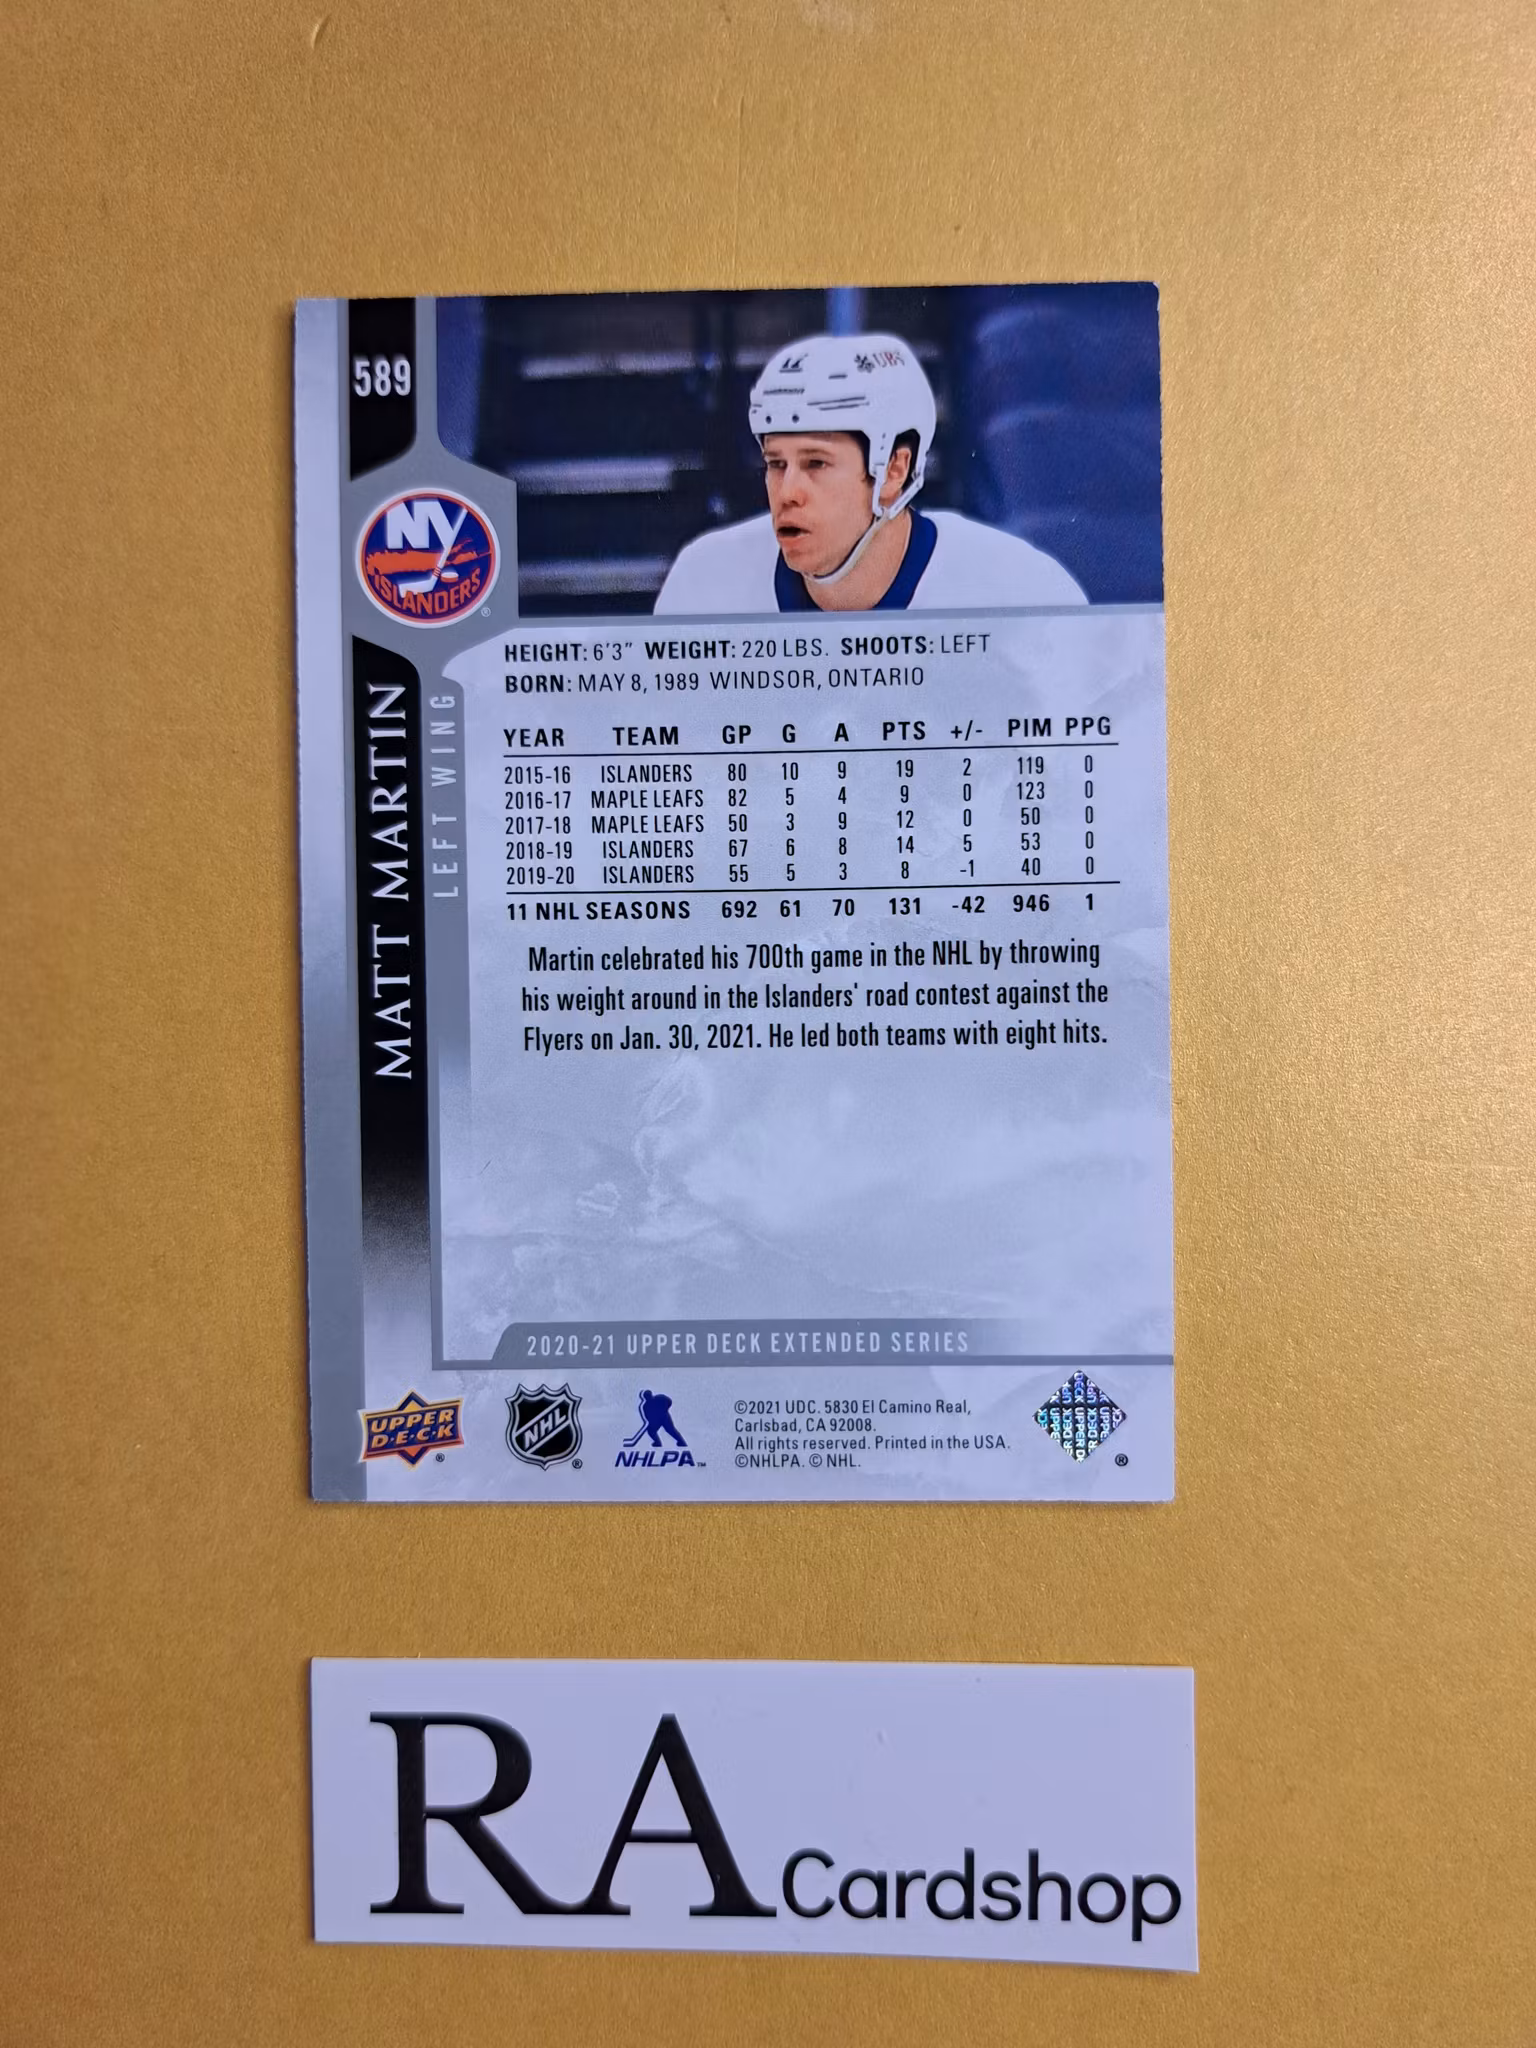 589
17
UBS
NY
ISLANDERS
®
MATT MARTIN
LEFT WING
HEIGHT: 6'3" WEIGHT: 220 LBS. SHOOTS: LEFT
BORN: MAY 8, 1989 WINDSOR, ONTARIO
YEAR TEAM GP G A PTS +/- PIM PPG
2015-16 ISLANDERS 80 10 9 19 2 119 0
2016-17 MAPLE LEAFS 82 5 4 9 0 123 0
2017-18 MAPLE LEAFS 50 3 9 12 0 50 0
2018-19 ISLANDERS 67 6 8 14 5 53 0
2019-20 ISLANDERS 55 5 3 8 -1 40 0
11 NHL SEASONS 692 61 70 131 -42 946 1
Martin celebrated his 700th game in the NHL by throwing
his weight around in the Islanders' road contest against the
Flyers on Jan. 30, 2021. He led both teams with eight hits.
2020-21 UPPER DECK EXTENDED SERIES
UPPER
D·E·C·K
®
NHL
®
NHLPA™
©2021 UDC. 5830 El Camino Real,
Carlsbad, CA 92008.
All rights reserved. Printed in the USA.
©NHLPA. © NHL.
®
RA Cardshop